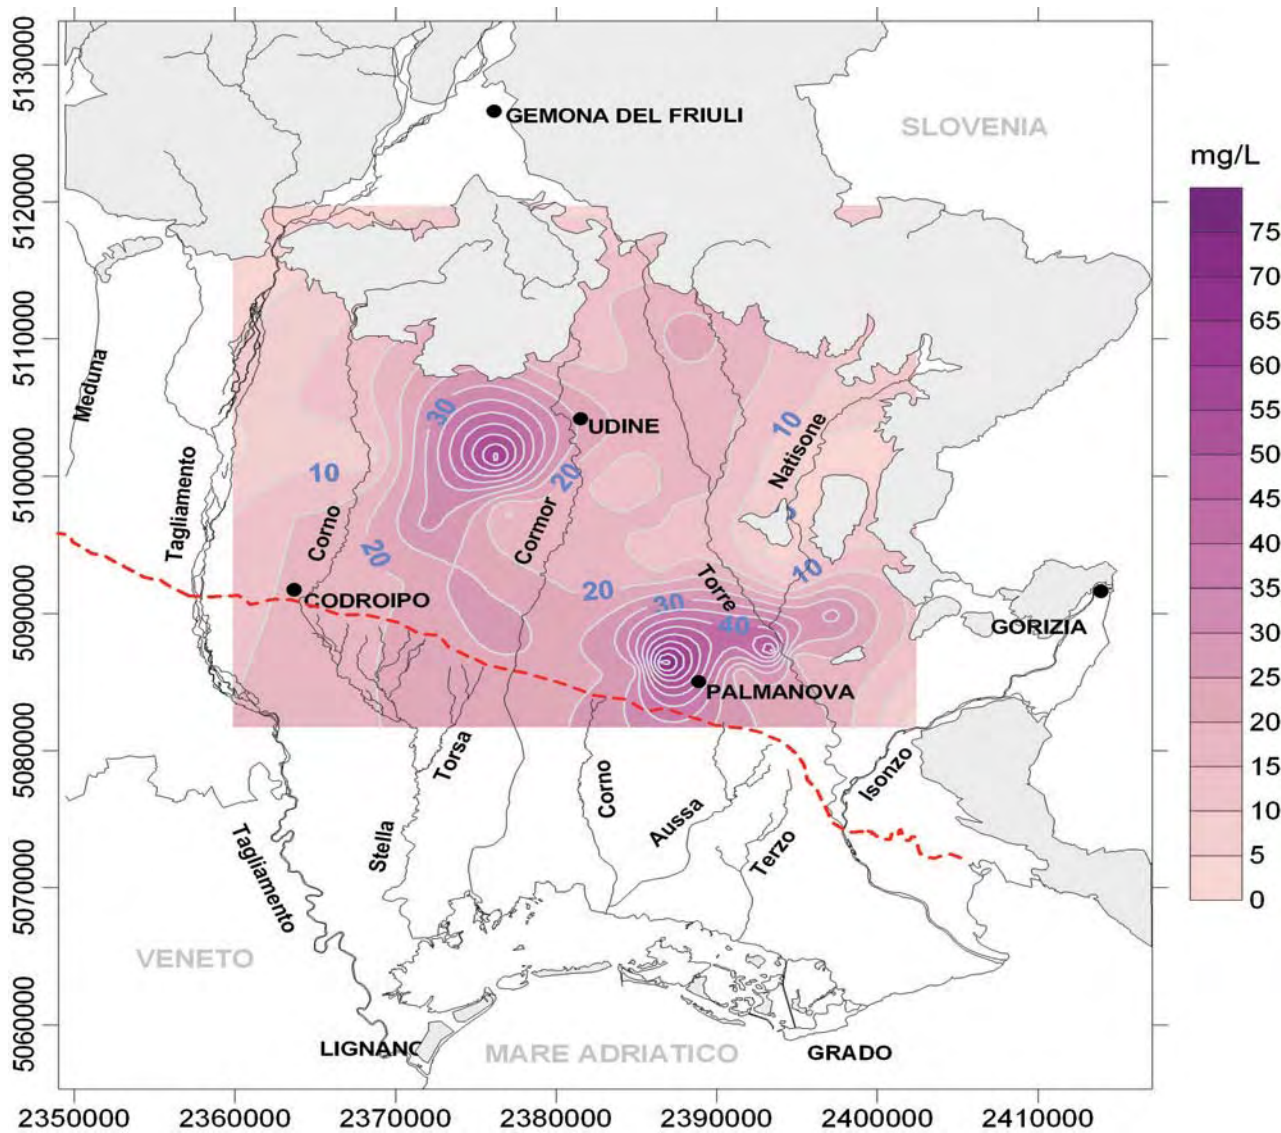 5130000
5120000
5110000
5100000
5090000
5080000
5070000
5060000
2350000
2360000
2370000
2380000
2390000
2400000
2410000
GEMONA DEL FRIULI
SLOVENIA
mg/L
75
70
65
60
55
50
45
40
35
30
25
20
15
10
5
0
Meduna
Tagliamento
30
UDINE
10
Natisone
10
20
Corno
Cormor
20
CODROIPO
20
30
Torre
10
40
GORIZIA
PALMANOVA
Torsa
Corno
Isonzo
Stella
Aussa
Terzo
Tagliamento
VENETO
LIGNANO
MARE ADRIATICO
GRADO